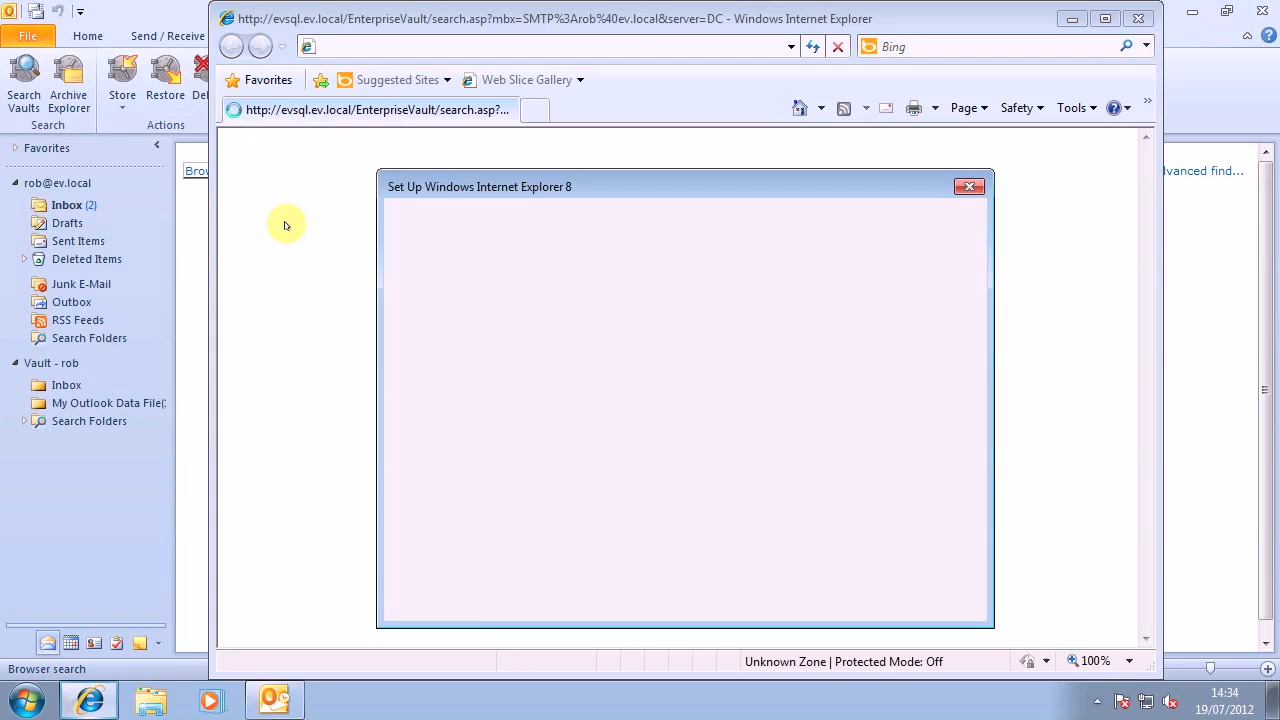 http://evsql.ev.local/EnterpriseVault/search.asp?mbx=SMTP%3Arob%40ev.local&server=DC - Windows Internet Explorer
File
Home
Send / Receive
Bing
Search Vaults
Archive Explorer
Store
Restore
Search
Actions
Favorites
Suggested Sites
Web Slice Gallery
http://evsql.ev.local/EnterpriseVault/search.asp?...
Page
Safety
Tools
Favorites
rob@ev.local
Inbox (2)
Drafts
Sent Items
Deleted Items
Junk E-Mail
Outbox
RSS Feeds
Search Folders
Vault - rob
Inbox
My Outlook Data File(
Search Folders
Set Up Windows Internet Explorer 8
Unknown Zone | Protected Mode: Off
100%
Browser search
14:34
19/07/2012